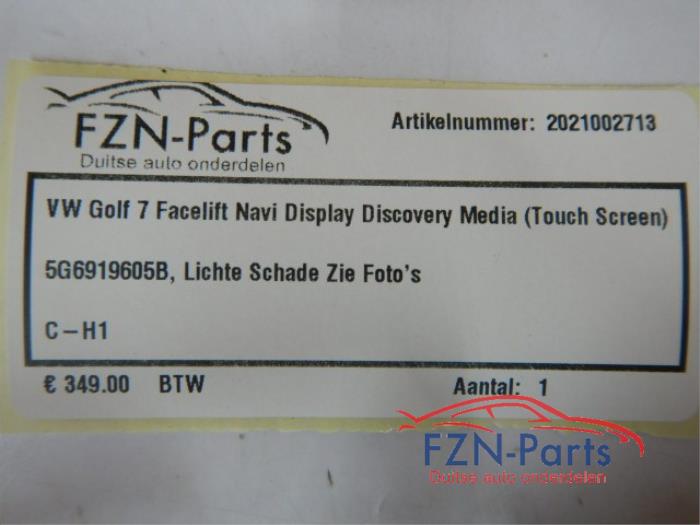 FZN-Parts
Duitse auto onderdelen
Artikelnummer: 2021002713
VW Golf 7 Facelift Navi Display Discovery Media (Touch Screen)
5G6919605B, Lichte Schade Zie Foto's
C-H1
€ 349.00 BTW
Aantal: 1
FZN-Parts
Duitse auto onderdelen